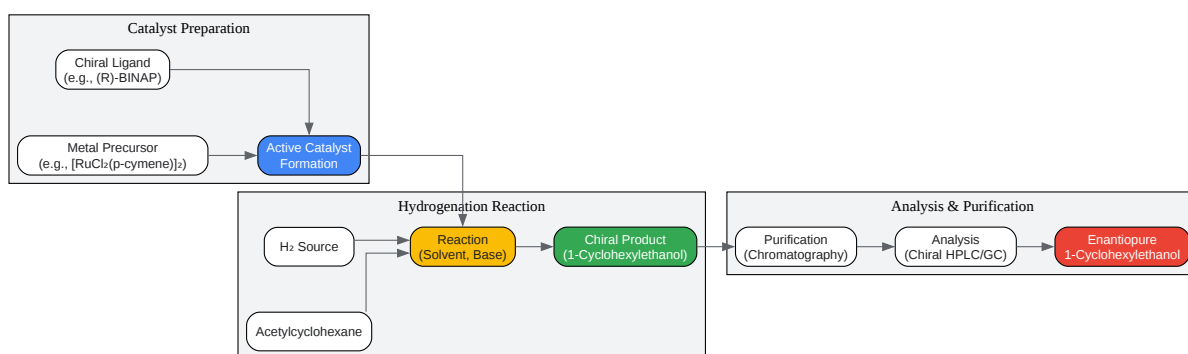 Catalyst Preparation
Chiral Ligand
(e.g., (R)-BINAP)
Metal Precursor
(e.g., [RuCl₂(p-cymene)]₂)
Active Catalyst
Formation
Hydrogenation Reaction
H₂ Source
Reaction
(Solvent, Base)
Chiral Product
(1-Cyclohexylethanol)
Acetylcyclohexane
Analysis & Purification
Purification
(Chromatography)
Analysis
(Chiral HPLC/GC)
Enantiopure
1-Cyclohexylethanol